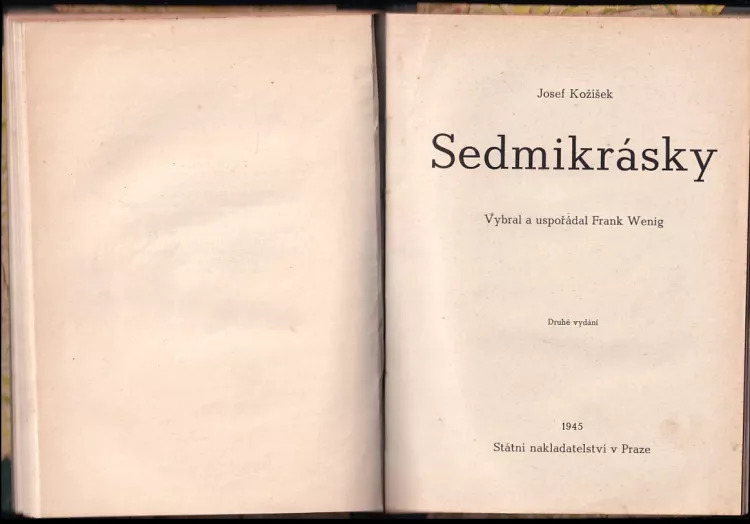 Josef Kožíšek
Sedmikrásky
Vybral a uspořádal Frank Wenig
Druhé vydání
1945
Státní nakladatelství v Praze